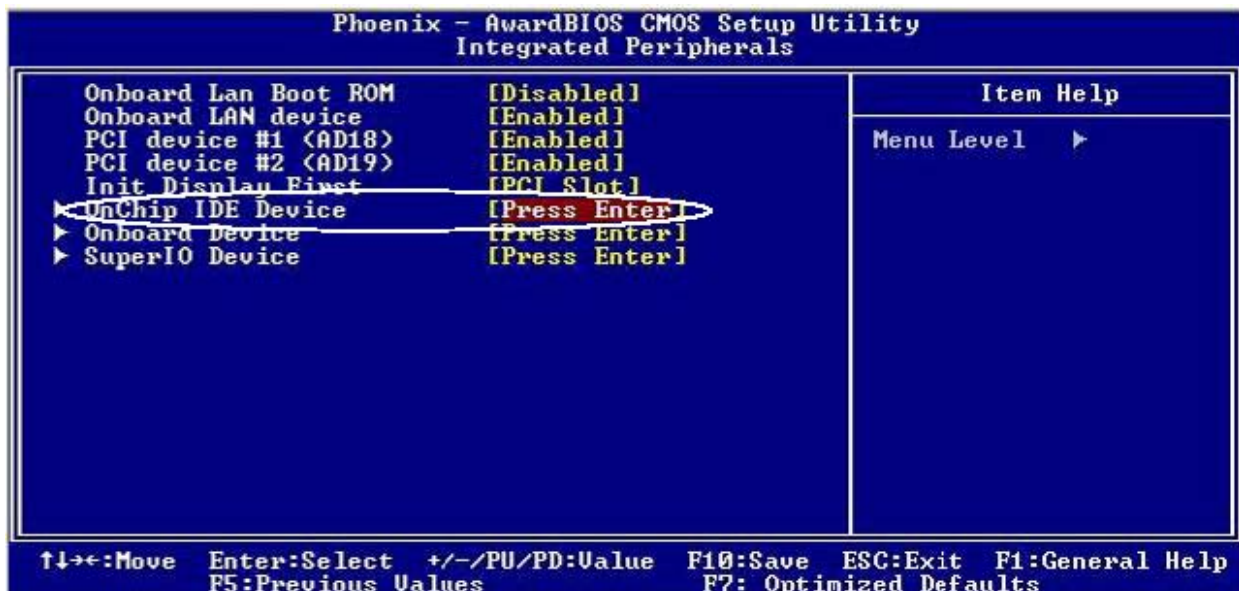 Phoenix - AwardBIOS CMOS Setup Utility
Integrated Peripherals
Onboard Lan Boot ROM [Disabled]
Onboard LAN device [Enabled]
PCI device #1 (AD18) [Enabled]
PCI device #2 (AD19) [Enabled]
Init Display First [PCI Slot]
► OnChip IDE Device [Press Enter]
► Onboard Device [Press Enter]
► SuperIO Device [Press Enter]
Item Help
Menu Level ►
↑↓→←:Move Enter:Select +/-/PU/PD:Value F10:Save ESC:Exit F1:General Help
F5:Previous Values F7: Optimized Defaults